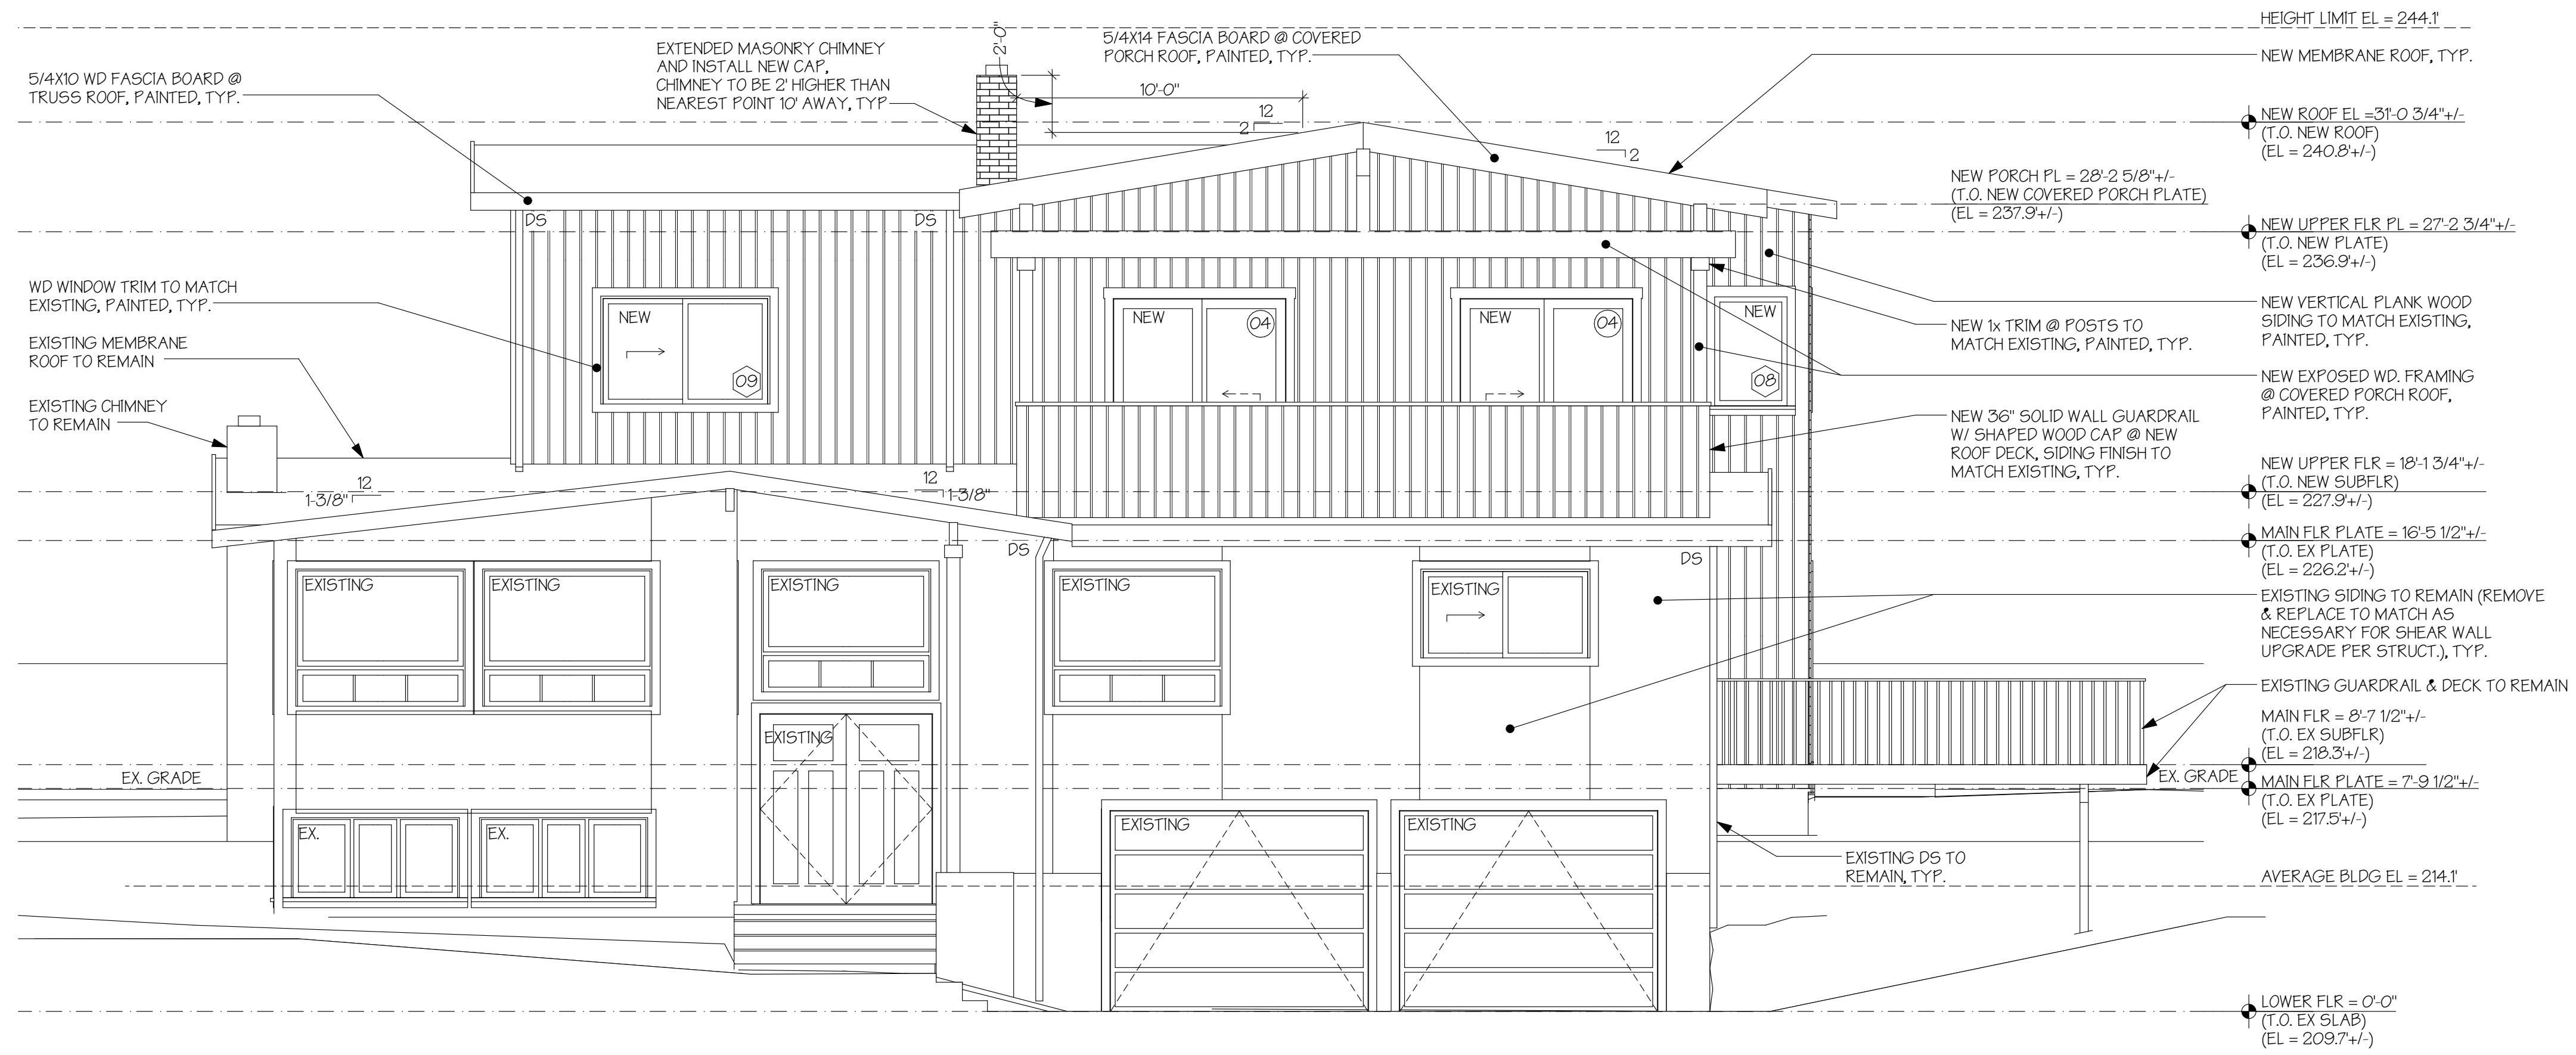 HEIGHT LIMIT EL = 244.1'
5/4X10 WD FASCIA BOARD @
TRUSS ROOF, PAINTED, TYP.
EXTENDED MASONRY CHIMNEY
AND INSTALL NEW CAP,
CHIMNEY TO BE 2' HIGHER THAN
NEAREST POINT 10' AWAY, TYP
2'-0"
10'-0"
12
2
5/4X14 FASCIA BOARD @ COVERED
PORCH ROOF, PAINTED, TYP.
12
2
NEW MEMBRANE ROOF, TYP.
NEW ROOF EL =31'-0 3/4"+/-
(T.O. NEW ROOF)
(EL = 240.8'+/-)
NEW PORCH PL = 28'-2 5/8"+/-
(T.O. NEW COVERED PORCH PLATE)
(EL = 237.9'+/-)
NEW UPPER FLR PL = 27'-2 3/4"+/-
(T.O. NEW PLATE)
(EL = 236.9'+/-)
DS
DS
WD WINDOW TRIM TO MATCH
EXISTING, PAINTED, TYP.
EXISTING MEMBRANE
ROOF TO REMAIN
EXISTING CHIMNEY
TO REMAIN
NEW
09
NEW
04
NEW
04
NEW
08
NEW VERTICAL PLANK WOOD
SIDING TO MATCH EXISTING,
PAINTED, TYP.
NEW 1x TRIM @ POSTS TO
MATCH EXISTING, PAINTED, TYP.
NEW EXPOSED WD. FRAMING
@ COVERED PORCH ROOF,
PAINTED, TYP.
NEW 36" SOLID WALL GUARDRAIL
W/ SHAPED WOOD CAP @ NEW
ROOF DECK, SIDING FINISH TO
MATCH EXISTING, TYP.
12
1-3/8"
12
1-3/8"
NEW UPPER FLR = 18'-1 3/4"+/-
(T.O. NEW SUBFLR)
(EL = 227.9'+/-)
MAIN FLR PLATE = 16'-5 1/2"+/-
(T.O. EX PLATE)
(EL = 226.2'+/-)
DS
DS
EXISTING
EXISTING
EXISTING
EXISTING
EXISTING
EXISTING SIDING TO REMAIN (REMOVE
& REPLACE TO MATCH AS
NECESSARY FOR SHEAR WALL
UPGRADE PER STRUCT.), TYP.
EXISTING GUARDRAIL & DECK TO REMAIN
EXISTING
MAIN FLR = 8'-7 1/2"+/-
(T.O. EX SUBFLR)
(EL = 218.3'+/-)
EX. GRADE
EX. GRADE
MAIN FLR PLATE = 7'-9 1/2"+/-
(T.O. EX PLATE)
(EL = 217.5'+/-)
EX.
EX.
EXISTING
EXISTING
EXISTING DS TO
REMAIN, TYP.
AVERAGE BLDG EL = 214.1'
LOWER FLR = 0'-0"
(T.O. EX SLAB)
(EL = 209.7'+/-)